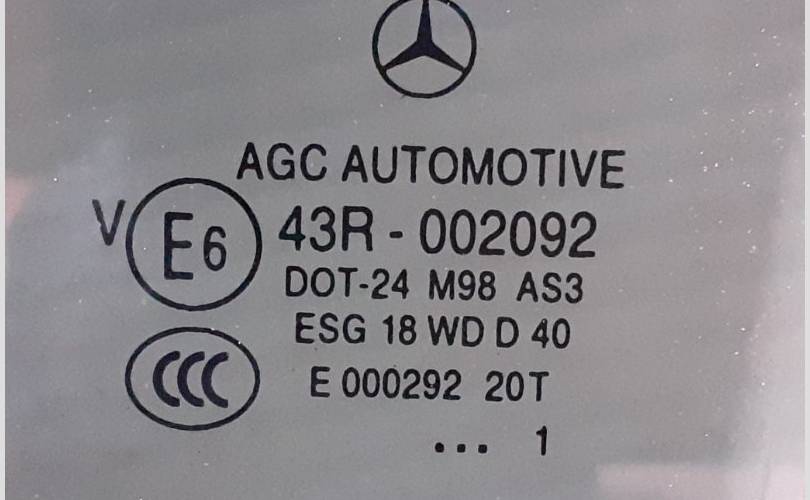 AGC AUTOMOTIVE
V E6 43R - 002092
DOT-24 M98 AS3
ESG 18 WD D 40
CCC E 000292 20T
... 1